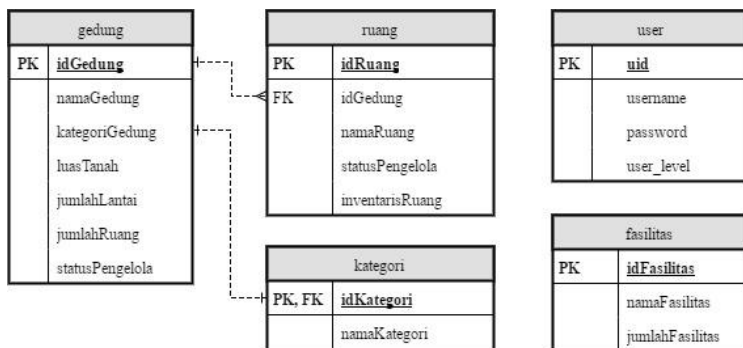 gedung
PK idGedung
namaGedung
kategoriGedung
luasTanah
jumlahLantai
jumlahRuang
statusPengelola
ruang
PK idRuang
FK idGedung
namaRuang
statusPengelola
inventarisRuang
kategori
PK, FK idKategori
namaKategori
user
PK uid
username
password
user_level
fasilitas
PK idFasilitas
namaFasilitas
jumlahFasilitas